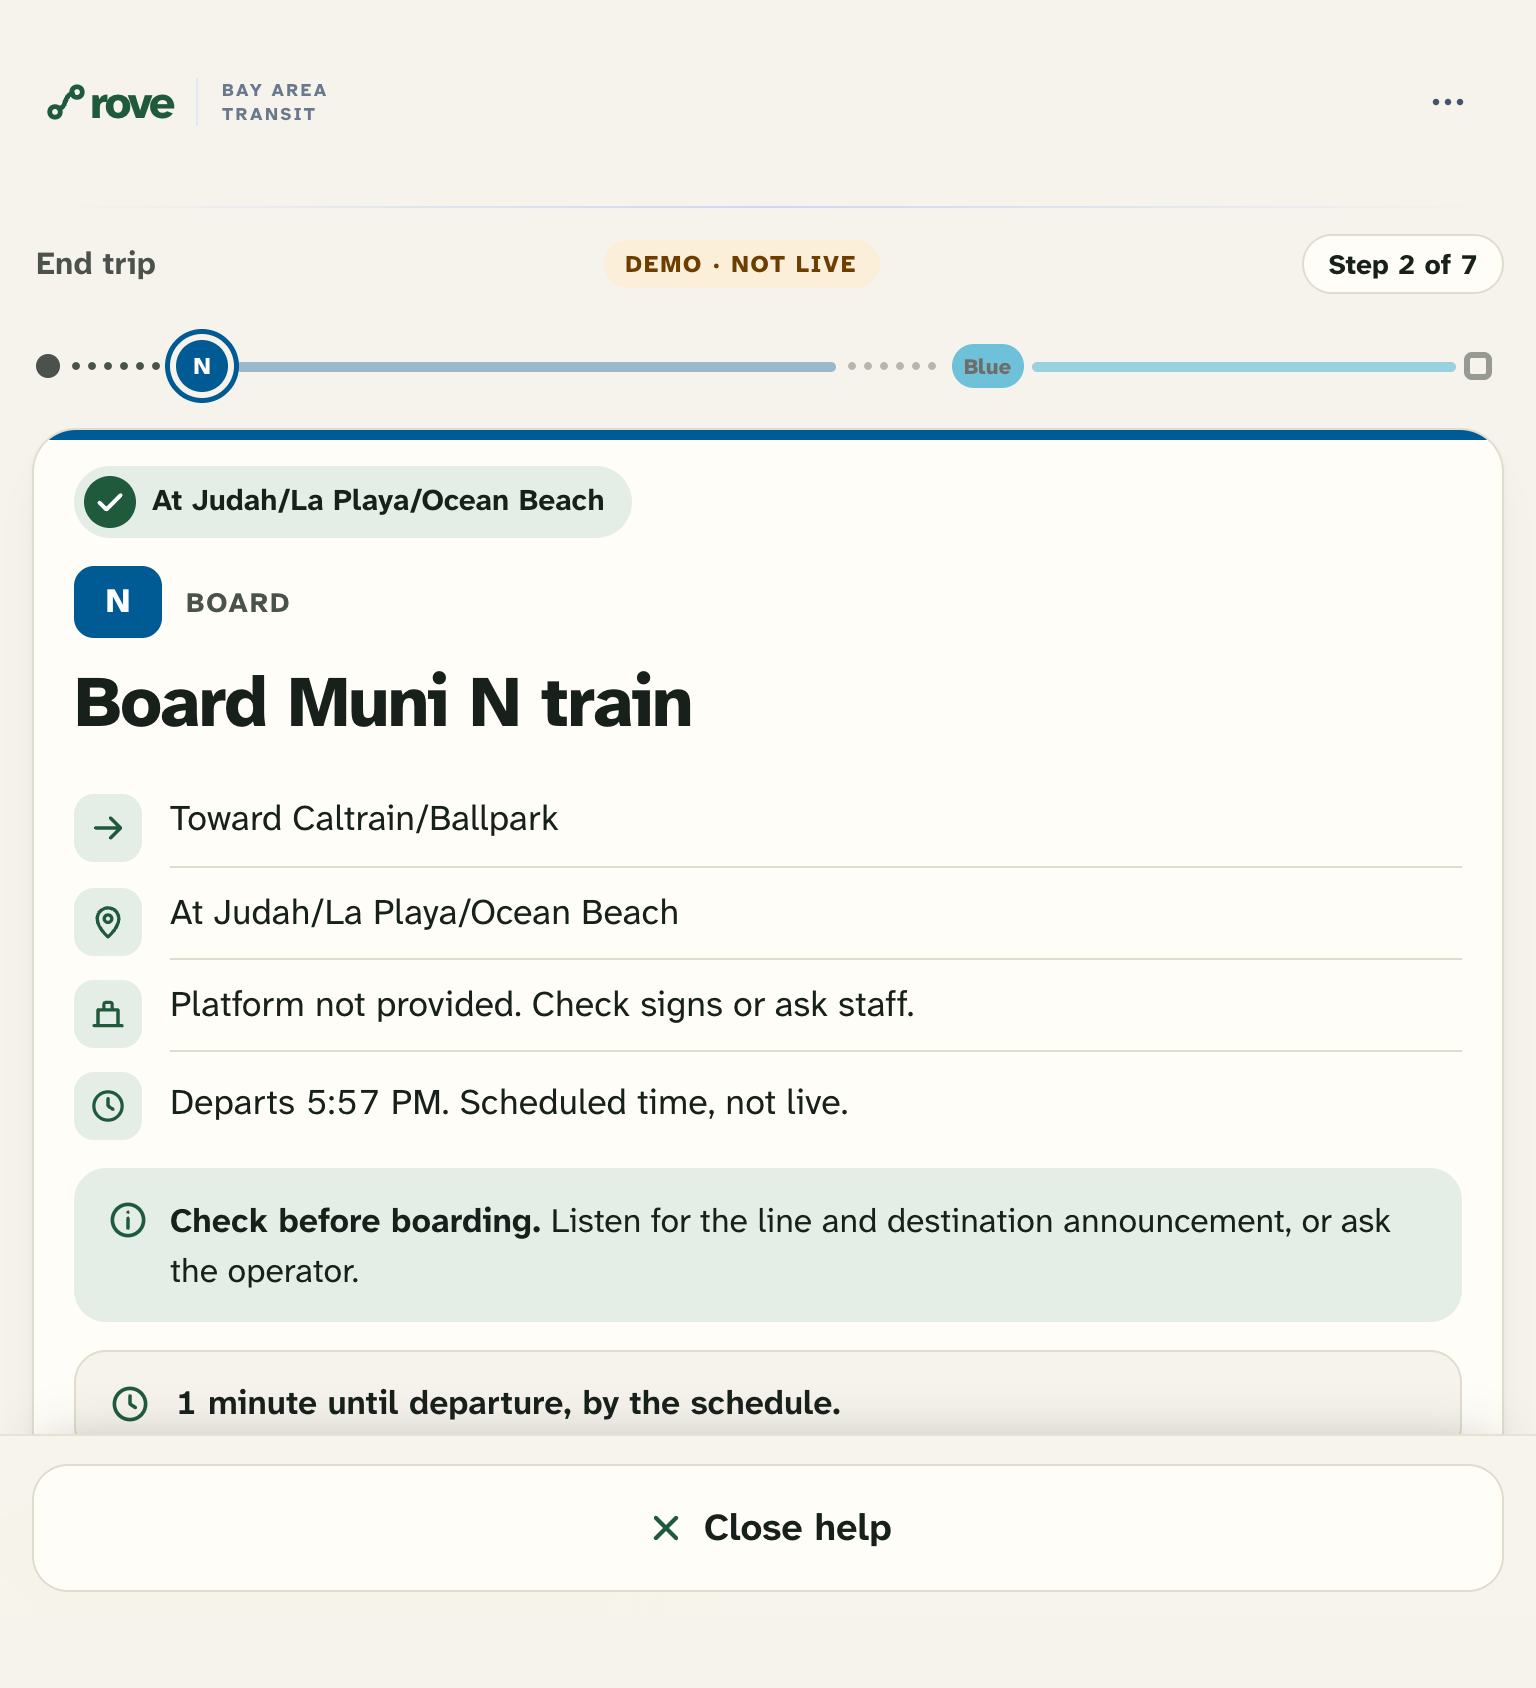 rove
BAY AREA
TRANSIT
End trip
DEMO · NOT LIVE
Step 2 of 7
N
Blue
At Judah/La Playa/Ocean Beach
N
BOARD
Board Muni N train
Toward Caltrain/Ballpark
At Judah/La Playa/Ocean Beach
Platform not provided. Check signs or ask staff.
Departs 5:57 PM. Scheduled time, not live.
Check before boarding. Listen for the line and destination announcement, or ask
the operator.
1 minute until departure, by the schedule.
Close help